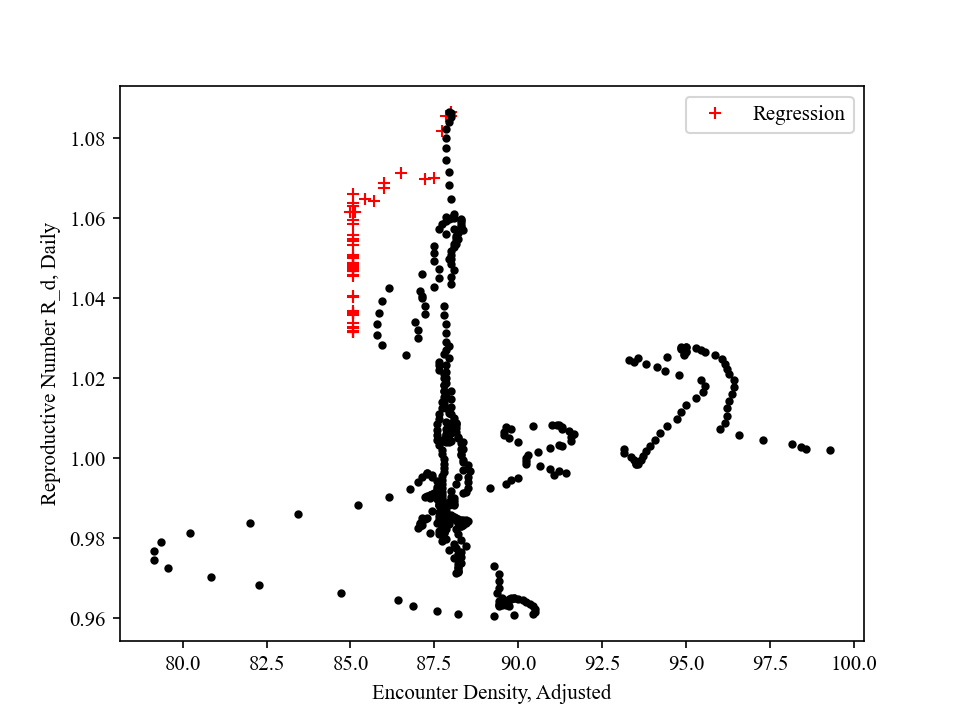 Regression
1.08
1.06
1.04
1.02
1.00
0.98
0.96
Reproductive Number R_d, Daily
80.0 82.5 85.0 87.5 90.0 92.5 95.0 97.5 100.0
Encounter Density, Adjusted